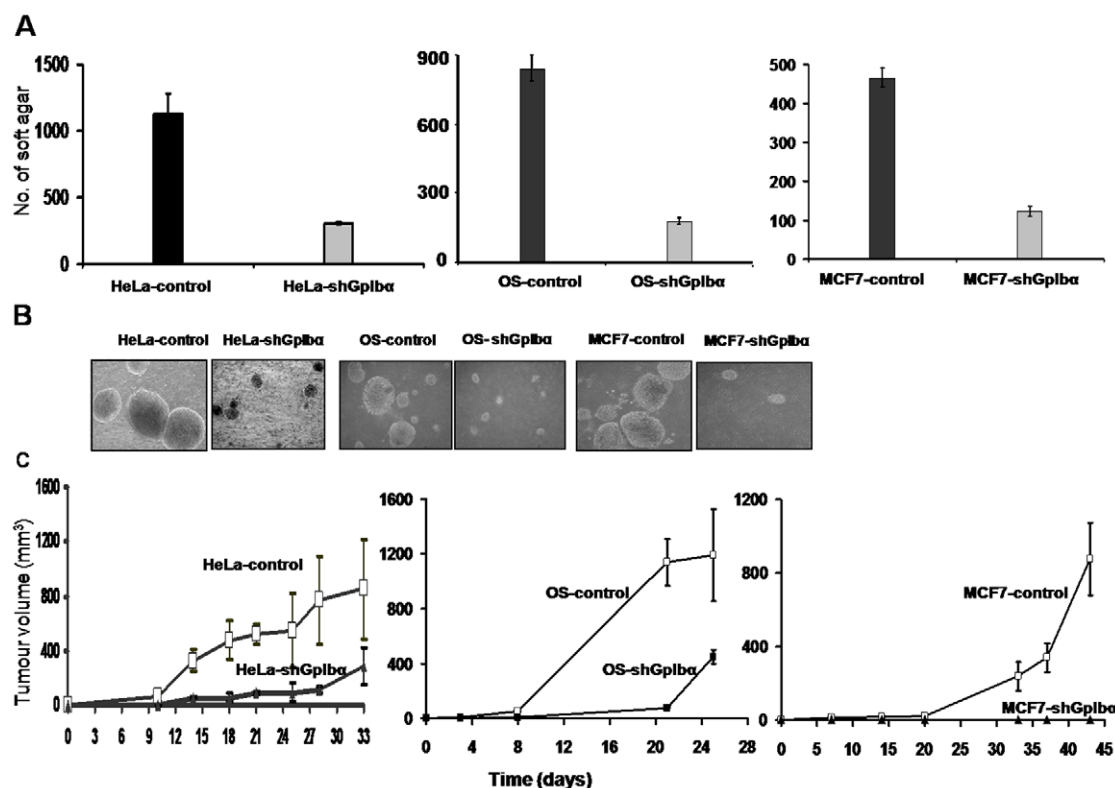 A
No. of soft agar
1500
1000
500
0
HeLa-control
HeLa-shGpIbα
900
600
300
0
OS-control
OS-shGpIbα
500
400
300
200
100
0
MCF7-control
MCF7-shGpIbα
B
HeLa-control HeLa-shGpIbα OS-control OS-shGpIbα MCF7-control MCF7-shGpIbα
C
Tumour volume (mm³)
1600
1200
800
400
0
HeLa-control
HeLa-shGpIbα
0 3 6 9 12 15 18 21 24 27 30 33
1600
1200
800
400
0
OS-control
OS-shGpIbα
0 4 8 12 16 20 24 28
1200
800
400
0
MCF7-control
MCF7-shGpIbα
0 5 10 15 20 25 30 35 40 45
Time (days)